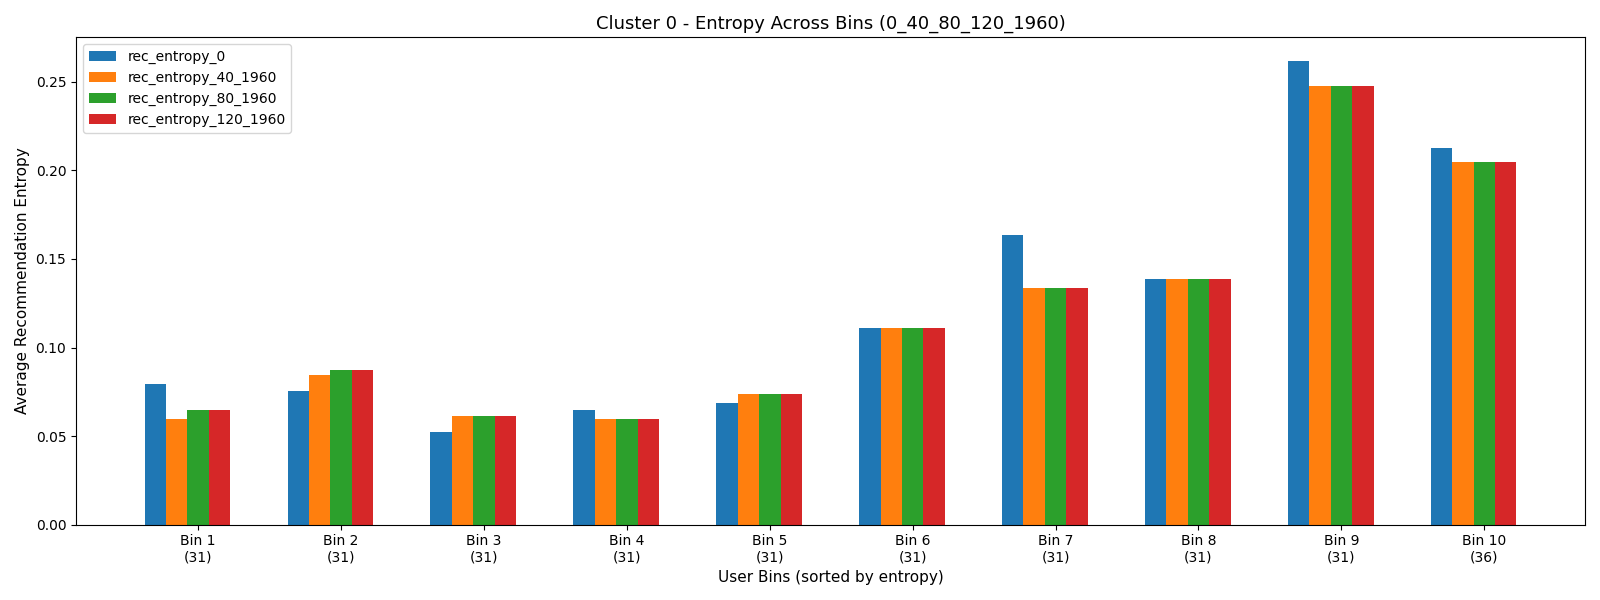 Cluster 0 - Entropy Across Bins (0_40_80_120_1960)
rec_entropy_0
rec_entropy_40_1960
rec_entropy_80_1960
rec_entropy_120_1960
Average Recommendation Entropy
0.25
0.20
0.15
0.10
0.05
0.00
Bin 1 Bin 2 Bin 3 Bin 4 Bin 5 Bin 6 Bin 7 Bin 8 Bin 9 Bin 10
(31) (31) (31) (31) (31) (31) (31) (31) (31) (36)
User Bins (sorted by entropy)